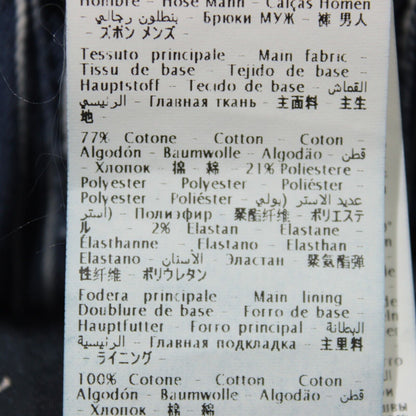 Hombre - Hose Mann - Calças Homen
- بنطلون رجالي - Брюки МУЖ - 裤 男人
- ズボン メンズ -
Tessuto principale - Main fabric -
Tissu de base - Tejido de base -
Hauptstoff - Tecido de base - القماش
الرئيسي - Главная ткань - 主面料 - 主生
地 -
77% Cotone - Cotton - Coton -
Algodón - Baumwolle - Algodão - قطن
- Хлопок - 棉 - 綿 - 21% Poliestere -
Polyester - Polyester - Poliéster -
Polyester - Poliéster - عديد الاستر (بولي
أستر) - Полиэфир - 聚酯纤维 - ポリエステ
ル - 2% Elastan - Elastane -
Élasthanne - Elastano - Elasthan -
Elastano - الأستان - Эластан - 聚氨酯弾
性纤维 - ポリウレタン
Fodera principale - Main lining -
Doublure de base - Forro de base -
Hauptfutter - Forro principal - البطانة
الرئيسية - Главная подкладка - 主里料
- ライニング -
100% Cotone - Cotton - Coton -
Algodón - Baumwolle - Algodão - قطن
- Хлопок - 棉 - 綿